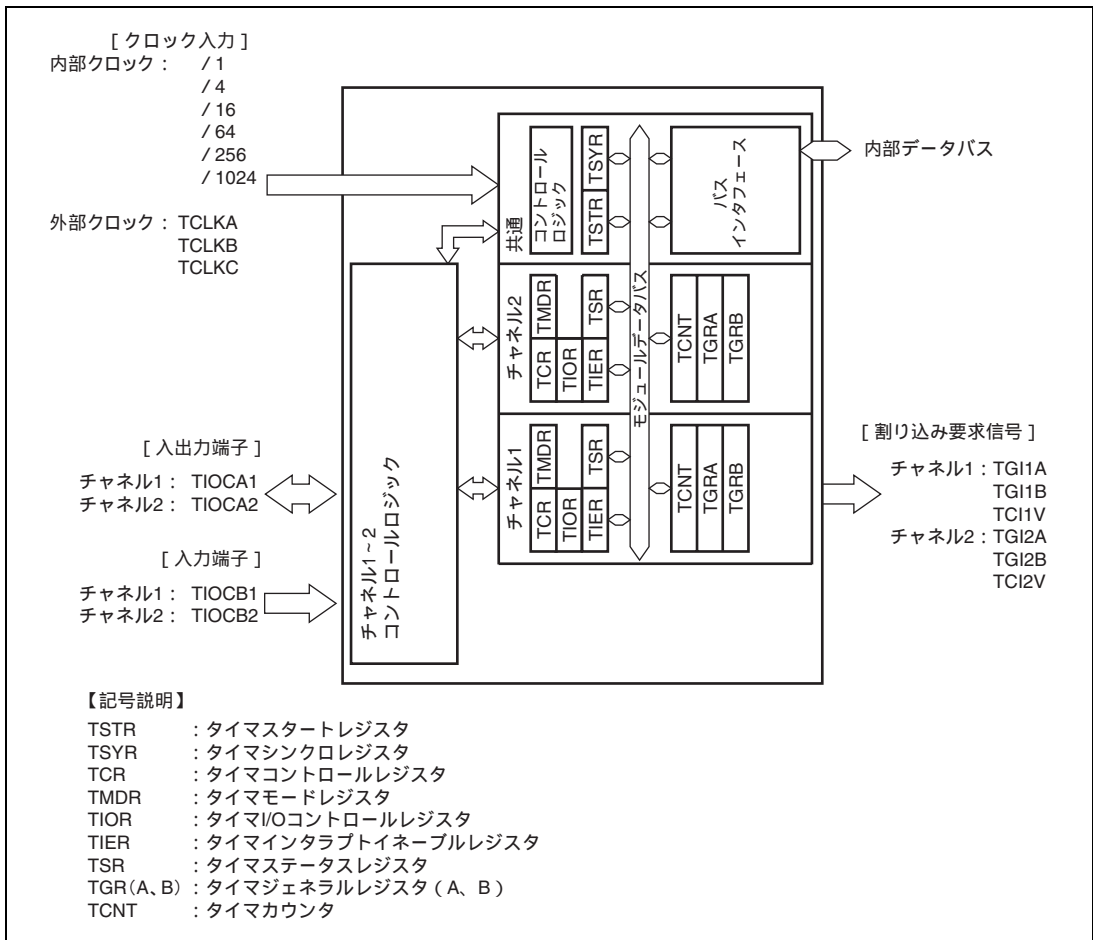 [ クロック入力 ]
内部クロック： / 1
/ 4
/ 16
/ 64
/ 256
/ 1024
外部クロック： TCLKA
TCLKB
TCLKC
[ 入出力端子 ]
チャネル1： TIOCA1
チャネル2： TIOCA2
[ 入力端子 ]
チャネル1： TIOCB1
チャネル2： TIOCB2
チャネル1~2
コントロールロジック
共通
コントロール
ロジック
TSTR TSYR
バス
インタフェース
チャネル2
TCR TMDR
TIOR
TIER TSR
TCNT
TGRA
TGRB
チャネル1
TCR TMDR
TIOR
TIER TSR
TCNT
TGRA
TGRB
モジュールデータバス
内部データバス
[ 割り込み要求信号 ]
チャネル1：TGI1A
TGI1B
TCI1V
チャネル2：TGI2A
TGI2B
TCI2V
【記号説明】
TSTR ：タイマスタートレジスタ
TSYR ：タイマシンクロレジスタ
TCR ：タイマコントロールレジスタ
TMDR ：タイマモードレジスタ
TIOR ：タイマI/Oコントロールレジスタ
TIER ：タイマインタラプトイネーブルレジスタ
TSR ：タイマステータスレジスタ
TGR（A、B）：タイマジェネラルレジスタ（A、B）
TCNT ：タイマカウンタ